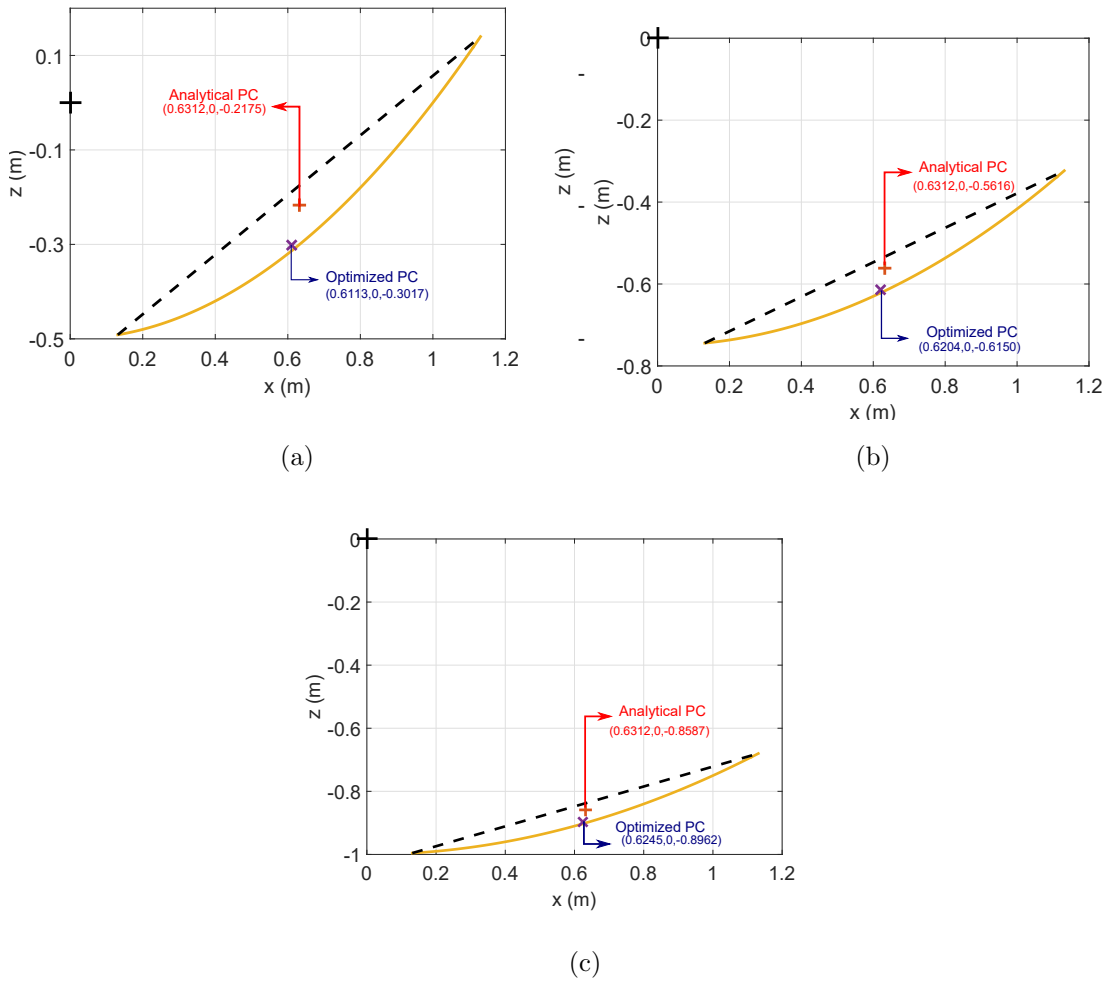 0.1
-0.1
-0.3
-0.5
z (m)
0
0.2
0.4
0.6
0.8
1
1.2
x (m)
Analytical PC
(0.6312,0,-0.2175)
Optimized PC
(0.6113,0,-0.3017)
(a)
-
-
-
z (m)
z (m)
0
-0.2
-0.4
-0.6
-0.8
0
0.2
0.4
0.6
0.8
1
1.2
x (m)
Analytical PC
(0.6312,0,-0.5616)
Optimized PC
(0.6204,0,-0.6150)
(b)
0
-0.2
-0.4
-0.6
-0.8
-1
z (m)
0
0.2
0.4
0.6
0.8
1
1.2
x (m)
Analytical PC
(0.6312,0,-0.8587)
Optimized PC
(0.6245,0,-0.8962)
(c)